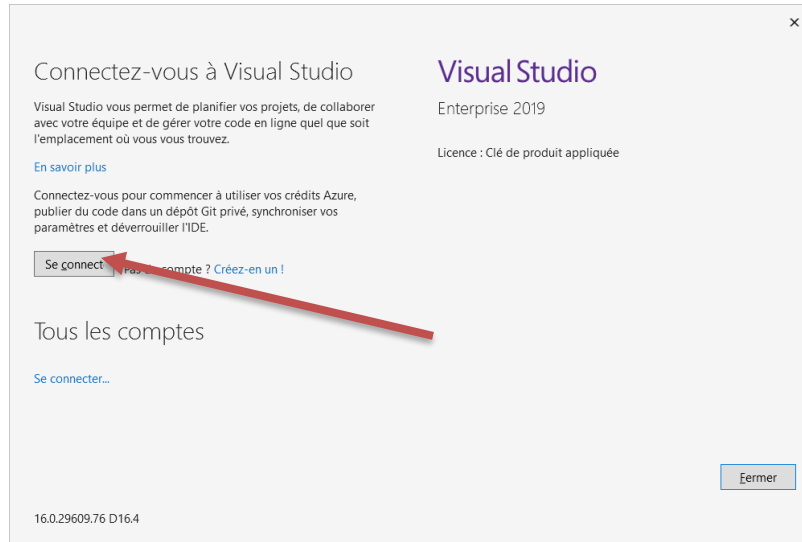 Connectez-vous à Visual Studio
Visual Studio vous permet de planifier vos projets, de collaborer
avec votre équipe et de gérer votre code en ligne quel que soit
l'emplacement où vous vous trouvez.
En savoir plus
Connectez-vous pour commencer à utiliser vos crédits Azure,
publier du code dans un dépôt Git privé, synchroniser vos
paramètres et déverrouiller l'IDE.
Se connect
compte ? Créez-en un !
Tous les comptes
Se connecter...
16.0.29609.76 D16.4
Visual Studio
Enterprise 2019
Licence : Clé de produit appliquée
Fermer